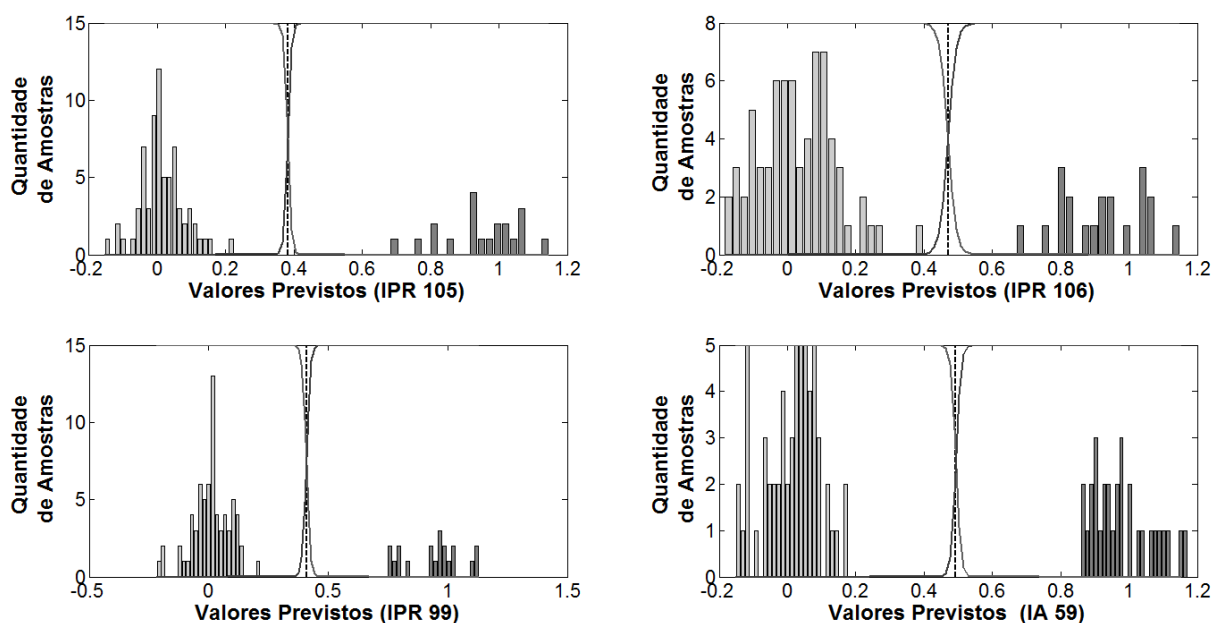 15
10
5
0
Quantidade
de Amostras
-0.2 0 0.2 0.4 0.6 0.8 1 1.2
Valores Previstos (IPR 105)
8
6
4
2
0
Quantidade
de Amostras
-0.2 0 0.2 0.4 0.6 0.8 1 1.2
Valores Previstos (IPR 106)
15
10
5
0
Quantidade
de Amostras
-0.5 0 0.5 1 1.5
Valores Previstos (IPR 99)
5
4
3
2
1
0
Quantidade
de Amostras
-0.2 0 0.2 0.4 0.6 0.8 1 1.2
Valores Previstos (IA 59)